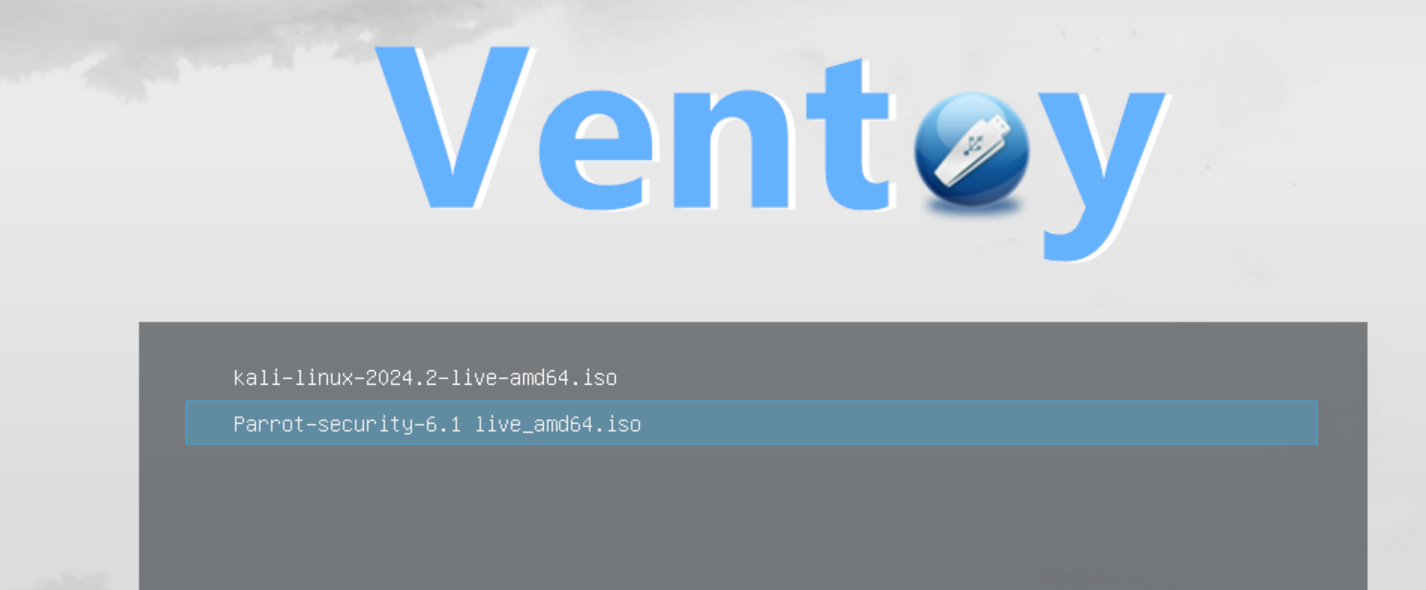 Ventoy
kali-linux-2024.2-live-amd64.iso
Parrot-security-6.1 live_amd64.iso